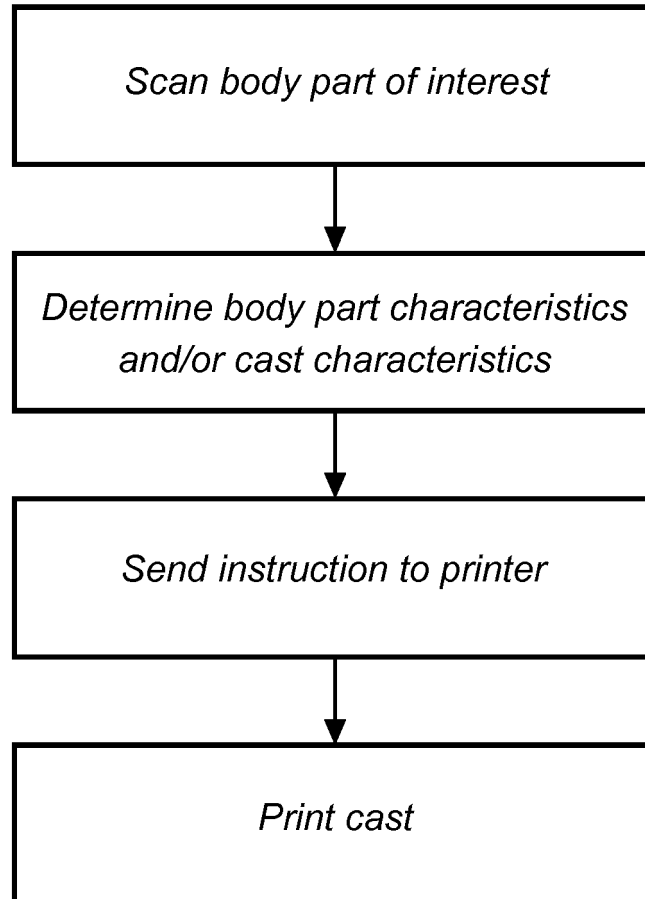 Scan body part of interest
Determine body part characteristics
and/or cast characteristics
Send instruction to printer
Print cast